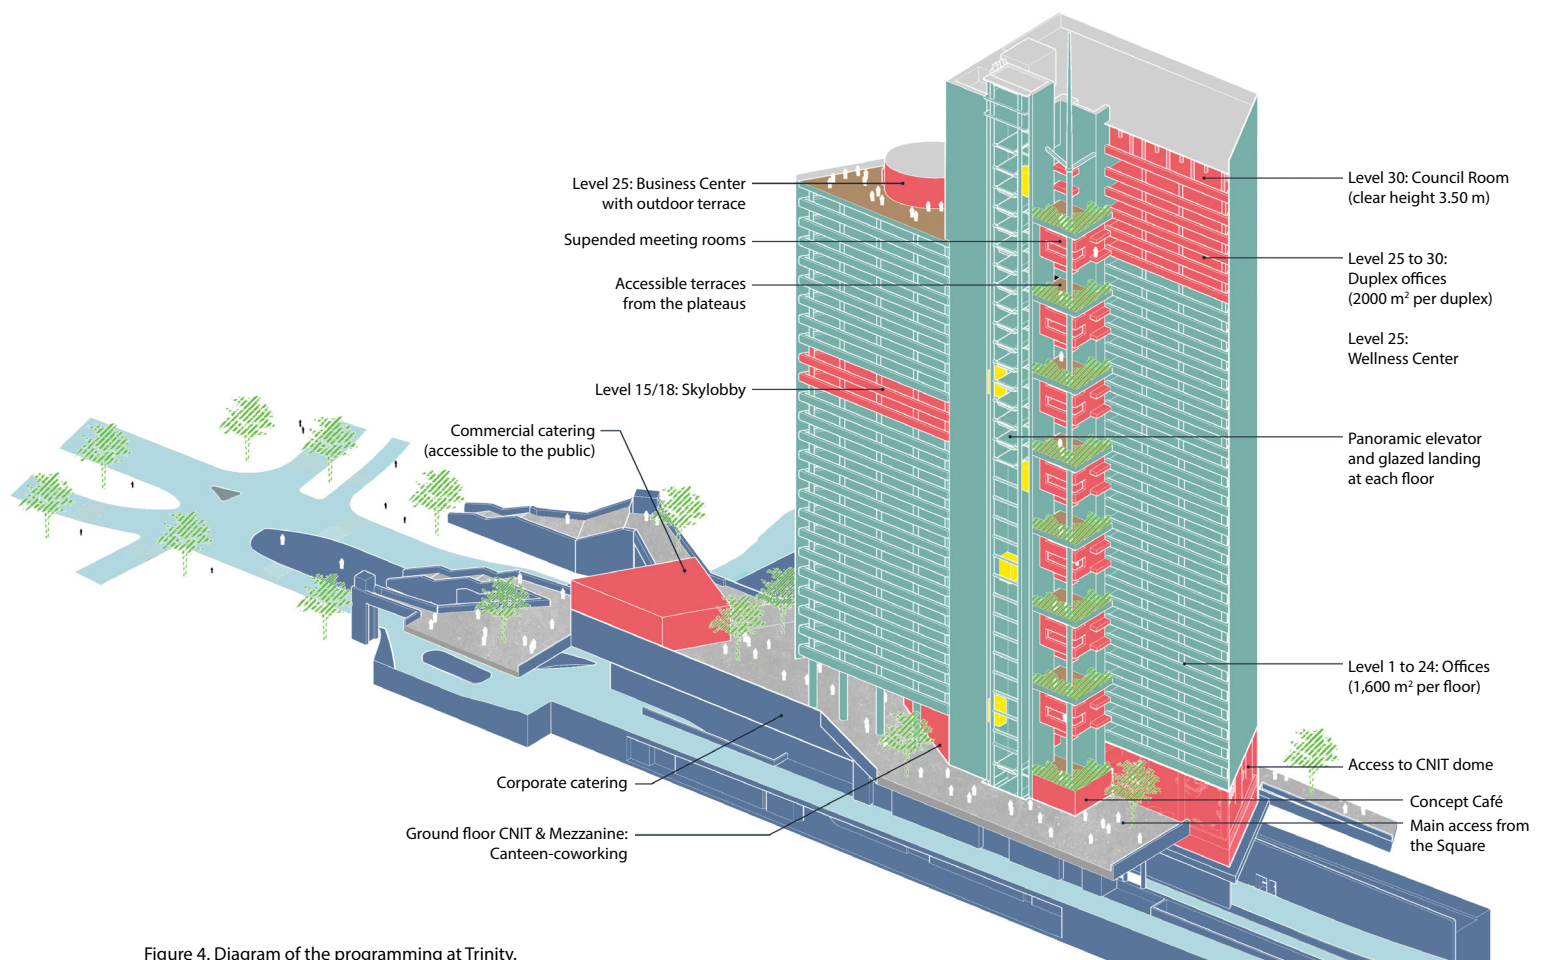 Level 25: Business Center
with outdoor terrace
Supended meeting rooms
Accessible terraces
from the plateaus
Level 15/18: Skylobby
Commercial catering
(accessible to the public)
Corporate catering
Ground floor CNIT & Mezzanine:
Canteen-coworking
Level 30: Council Room
(clear height 3.50 m)
Level 25 to 30:
Duplex offices
(2000 m² per duplex)
Level 25:
Wellness Center
Panoramic elevator
and glazed landing
at each floor
Level 1 to 24: Offices
(1,600 m² per floor)
Access to CNIT dome
Concept Café
Main access from
the Square
Figure 4. Diagram of the programming at Trinity.